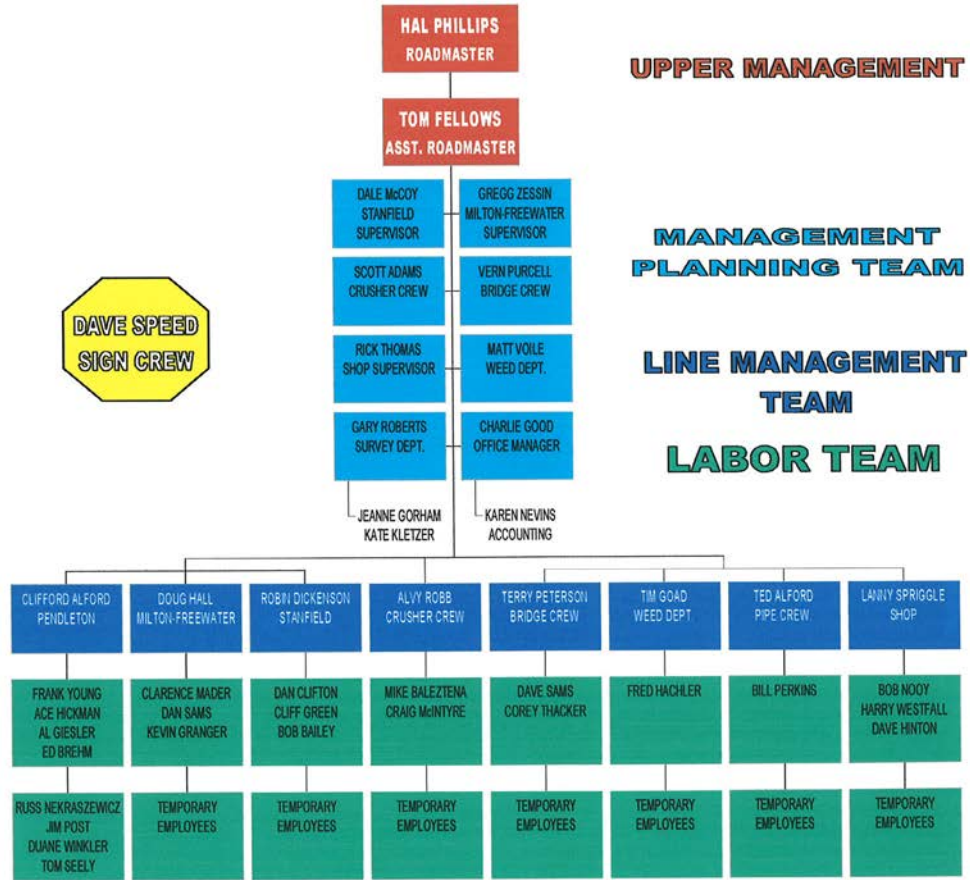 HAL PHILLIPS
ROADMASTER
UPPER MANAGEMENT
TOM FELLOWS
ASST. ROADMASTER
DALE McCOY
STANFIELD
SUPERVISOR
GREGG ZESSIN
MILTON-FREEWATER
SUPERVISOR
MANAGEMENT
PLANNING TEAM
SCOTT ADAMS
CRUSHER CREW
VERN PURCELL
BRIDGE CREW
DAVE SPEED
SIGN CREW
RICK THOMAS
SHOP SUPERVISOR
MATT VOILE
WEED DEPT.
LINE MANAGEMENT
TEAM
GARY ROBERTS
SURVEY DEPT.
CHARLIE GOOD
OFFICE MANAGER
LABOR TEAM
JEANNE GORHAM
KATE KLETZER
KAREN NEVINS
ACCOUNTING
CLIFFORD ALFORD
PENDLETON
DOUG HALL
MILTON-FREEWATER
ROBIN DICKENSON
STANFIELD
ALVY ROBB
CRUSHER CREW
TERRY PETERSON
BRIDGE CREW
TIM GOAD
WEED DEPT.
TED ALFORD
PIPE CREW
LANNY SPRIGGLE
SHOP
FRANK YOUNG
ACE HICKMAN
AL GIESLER
ED BREHM
CLARENCE MADER
DAN SAMS
KEVIN GRANGER
DAN CLIFTON
CLIFF GREEN
BOB BAILEY
MIKE BALEZTENA
CRAIG McINTYRE
DAVE SAMS
COREY THACKER
FRED HACHLER
BILL PERKINS
BOB NOOY
HARRY WESTFALL
DAVE HINTON
RUSS NEKRASZEWICZ
JIM POST
DUANE WINKLER
TOM SEELY
TEMPORARY
EMPLOYEES
TEMPORARY
EMPLOYEES
TEMPORARY
EMPLOYEES
TEMPORARY
EMPLOYEES
TEMPORARY
EMPLOYEES
TEMPORARY
EMPLOYEES
TEMPORARY
EMPLOYEES